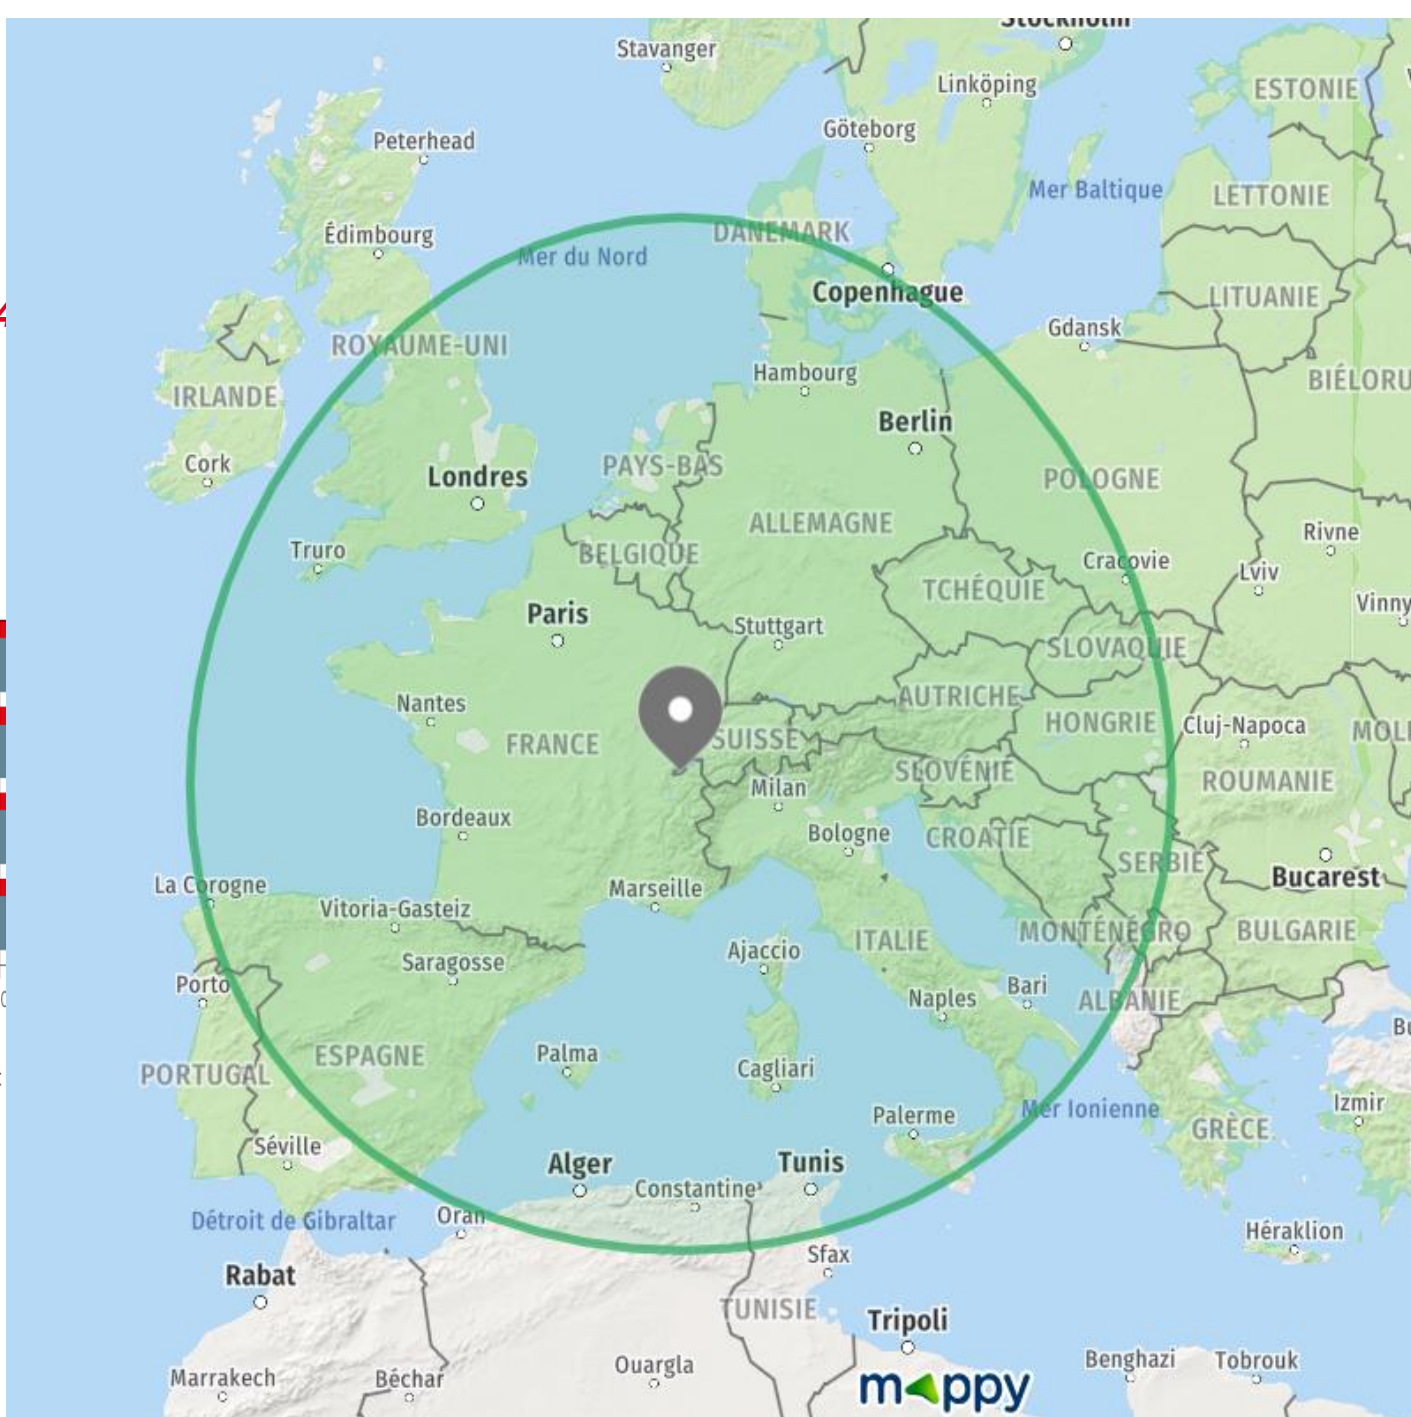 Stockholm
Stavanger
Linköping
ESTONIE
Göteborg
Peterhead
Mer Baltique
LETTONIE
DANEMARK
Édimbourg
Mer du Nord
Copenhague
LITUANIE
Gdansk
ROYAUME-UNI
Hambourg
BIÉLORU
IRLANDE
Berlin
Cork
PAYS-BAS
Londres
POLOGNE
ALLEMAGNE
Rivne
Truro
BELGIQUE
Cracovie
Lviv
TCHÉQUIE
Vinny
Paris
Stuttgart
SLOVAQUIE
Nantes
AUTRICHE
HONGRIE
Cluj-Napoca
MOL
FRANCE
SUISSE
SLOVÉNIE
ROUMANIE
Milan
Bordeaux
Bologne
CROATIE
SERBIE
Bucarest
La Corogne
Marseille
Vitoria-Gasteiz
MONTÉNÉGRO
BULGARIE
ITALIE
Ajaccio
Saragosse
Porto
Bari
Naples
ALBANIE
Palma
ESPAGNE
Cagliari
PORTUGAL
Izmir
Mer Ionienne
Palerme
GRÈCE
Séville
Alger
Tunis
Constantine
Détroit de Gibraltar
Oran
Héraklion
Sfax
Rabat
TUNISIE
Tripoli
Ouargla
Benghazi
Tobrouk
Marrakech
Béchar
mappy